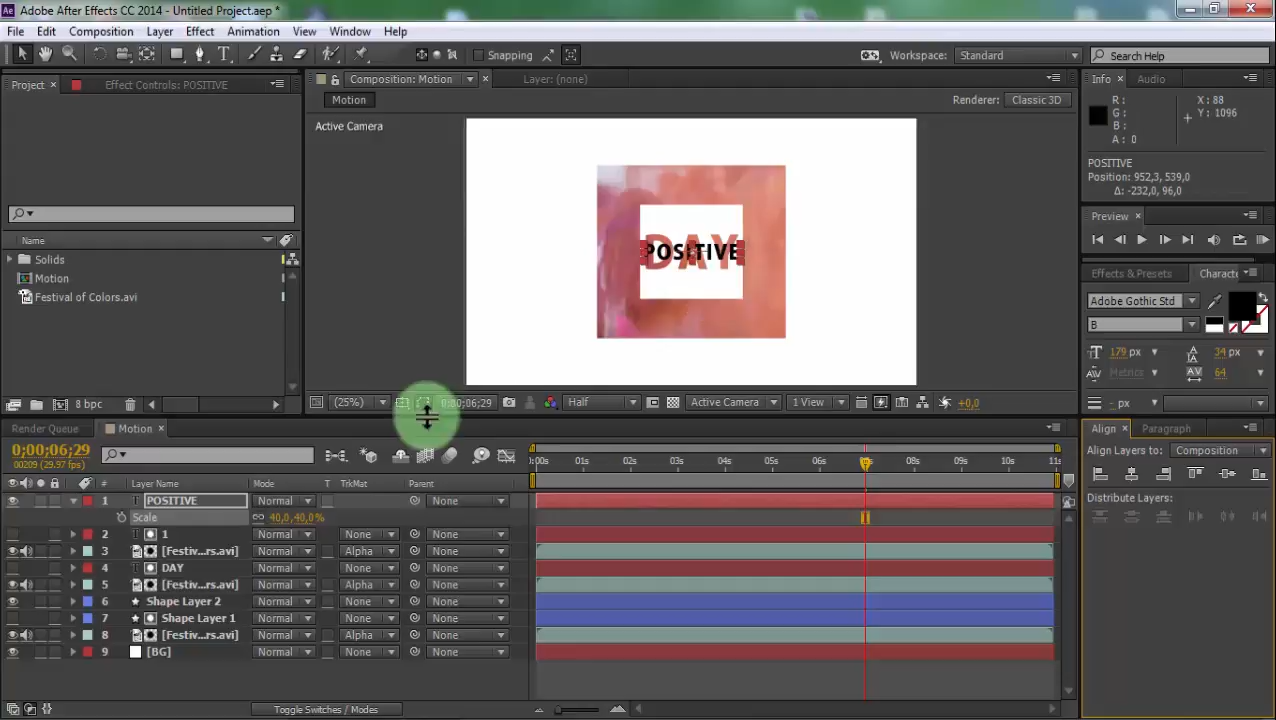 Adobe After Effects CC 2014 - Untitled Project.aep *
File Edit Composition Layer Effect Animation View Window Help
Snapping
Workspace: Standard
Search Help
Project
Effect Controls: POSITIVE
Composition: Motion
Layer: (none)
Info
Audio
Motion
Renderer: Classic 3D
Active Camera
R:
G:
B:
A: 0
X: 88
Y: 1096
POSITIVE
Position: 952,3, 539,0
Δ: -232,0, 96,0
DAY
POSITIVE
Preview
Name
Solids
Motion
Festival of Colors.avi
Effects & Presets
Adobe Gothic Std
B
179 px
34 px
Metrics
64
- px
8 bpc
(25%)
0;00;06;29
Half
Active Camera
1 View
+0,0
Render Queue
Motion
Align
Paragraph
0;00;06;29
00209 (29.97 fps)
Align Layers to: Composition
Distribute Layers:
02s 03s 04s 05s 06s 08s 09s 10s
# Layer Name Mode T TrkMat Parent
1 POSITIVE Normal None
Scale 40,0,40,0%
2 1 Normal None None
3 [Festiv...rs.avi] Normal Alpha None
4 DAY Normal None None
5 [Festiv...rs.avi] Normal Alpha None
6 Shape Layer 2 Normal None None
7 Shape Layer 1 Normal None None
8 [Festiv...rs.avi] Normal Alpha None
9 [BG] Normal None None
Toggle Switches / Modes